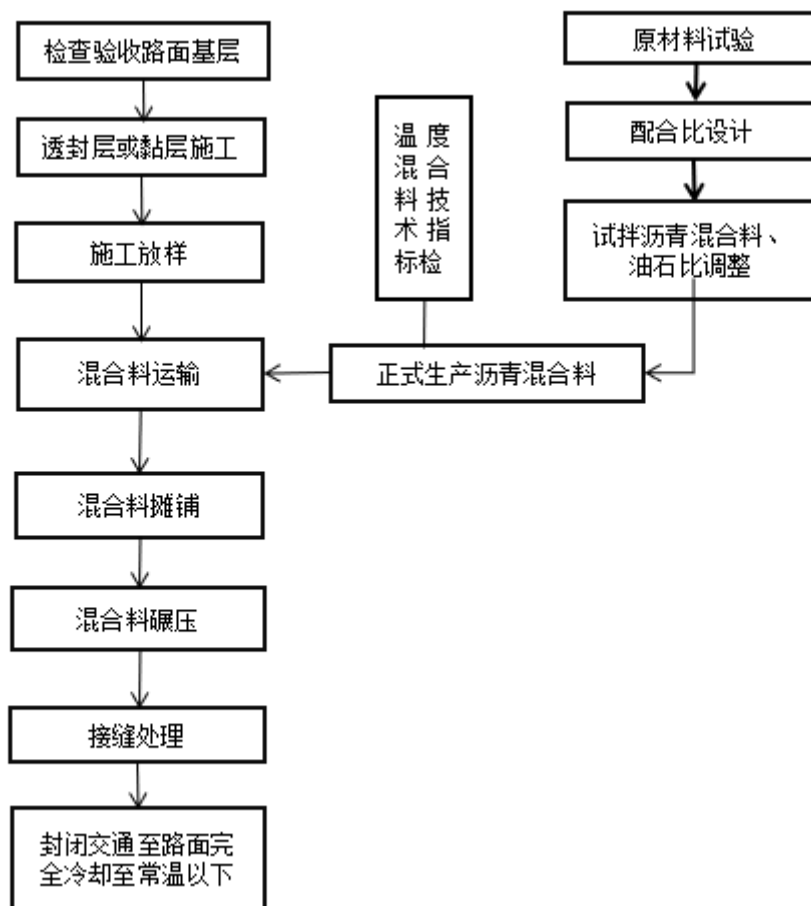 检查验收路面基层
透封层或黏层施工
施工放样
混合料运输
混合料摊铺
混合料碾压
接缝处理
封闭交通至路面完
全冷却至常温以下
温度
混合
料技
术指
标检
正式生产沥青混合料
原材料试验
配合比设计
试拌沥青混合料、
油石比调整